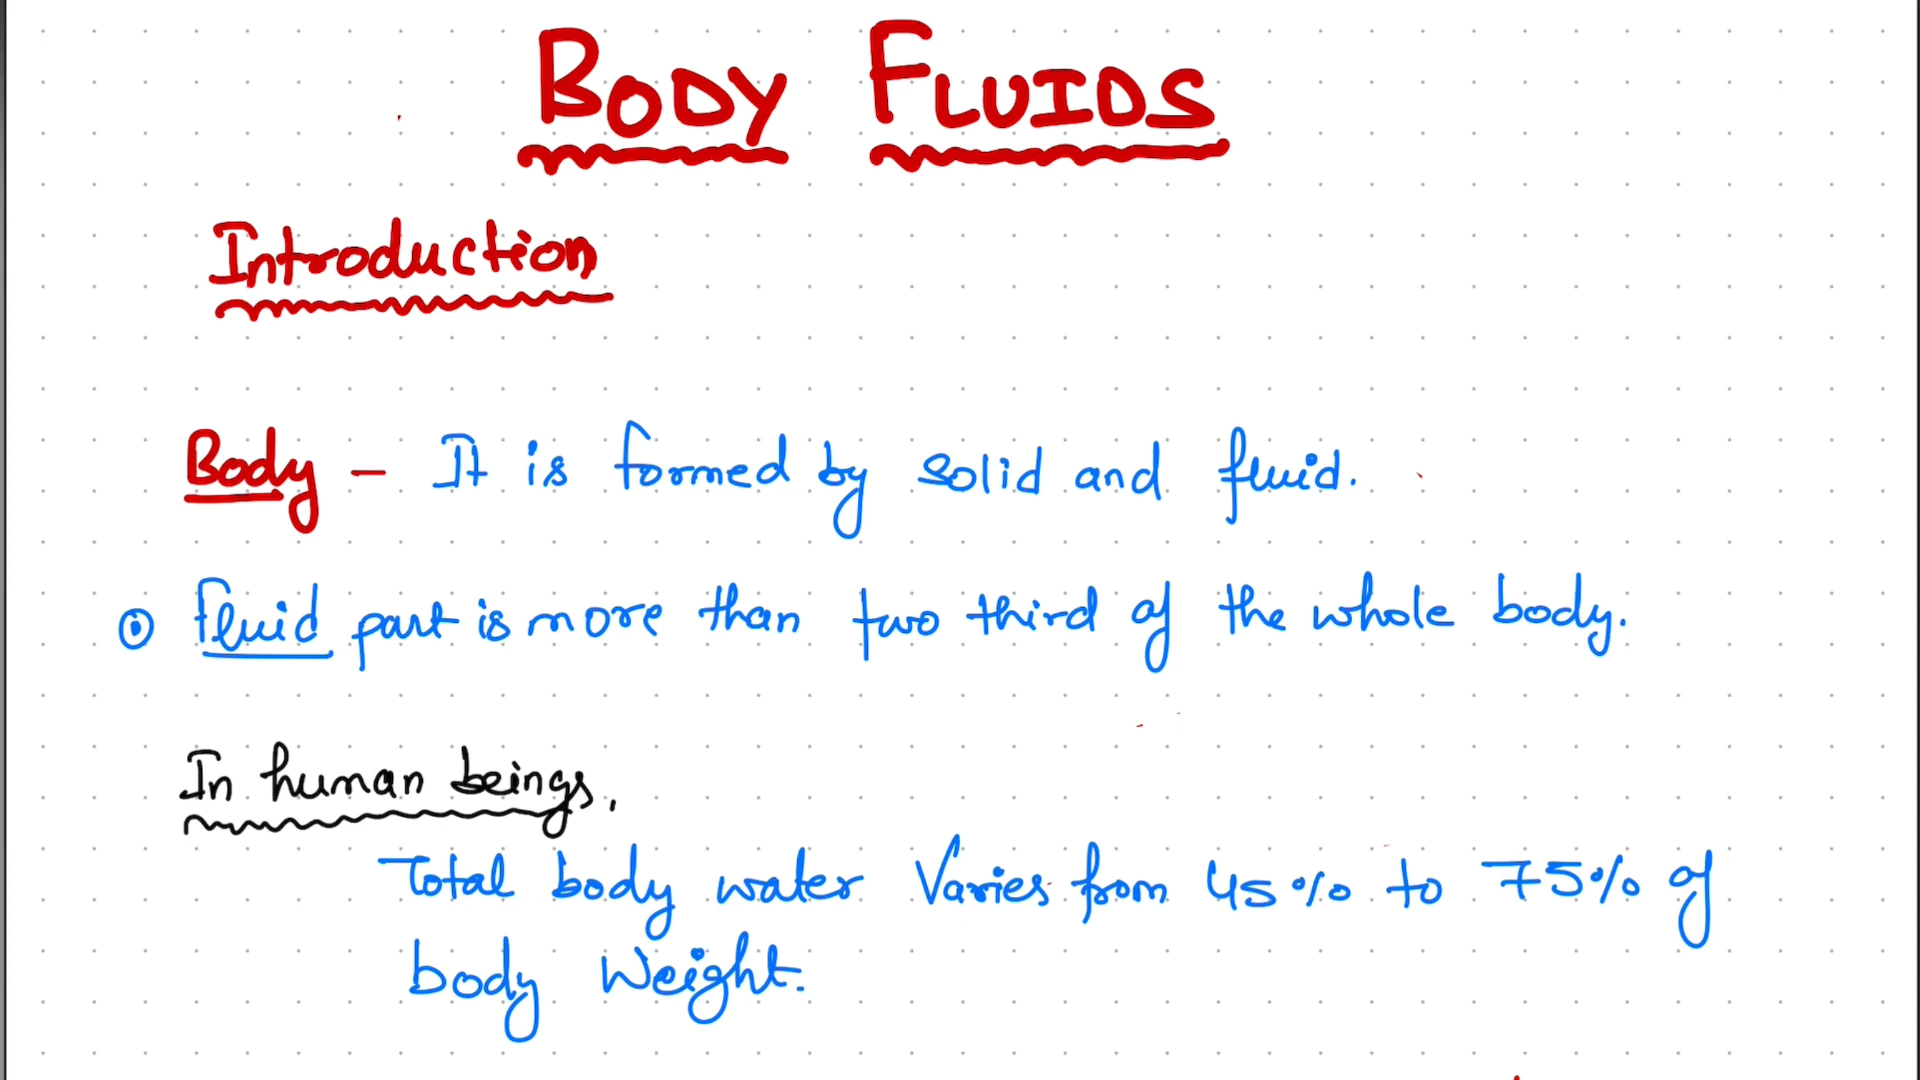 BODY FLUIDS
Introduction
Body - It is formed by solid and fluid.
fluid part is more than two third of the whole body.
In human beings,
Total body water Varies from 45% to 75% of
body Weight.